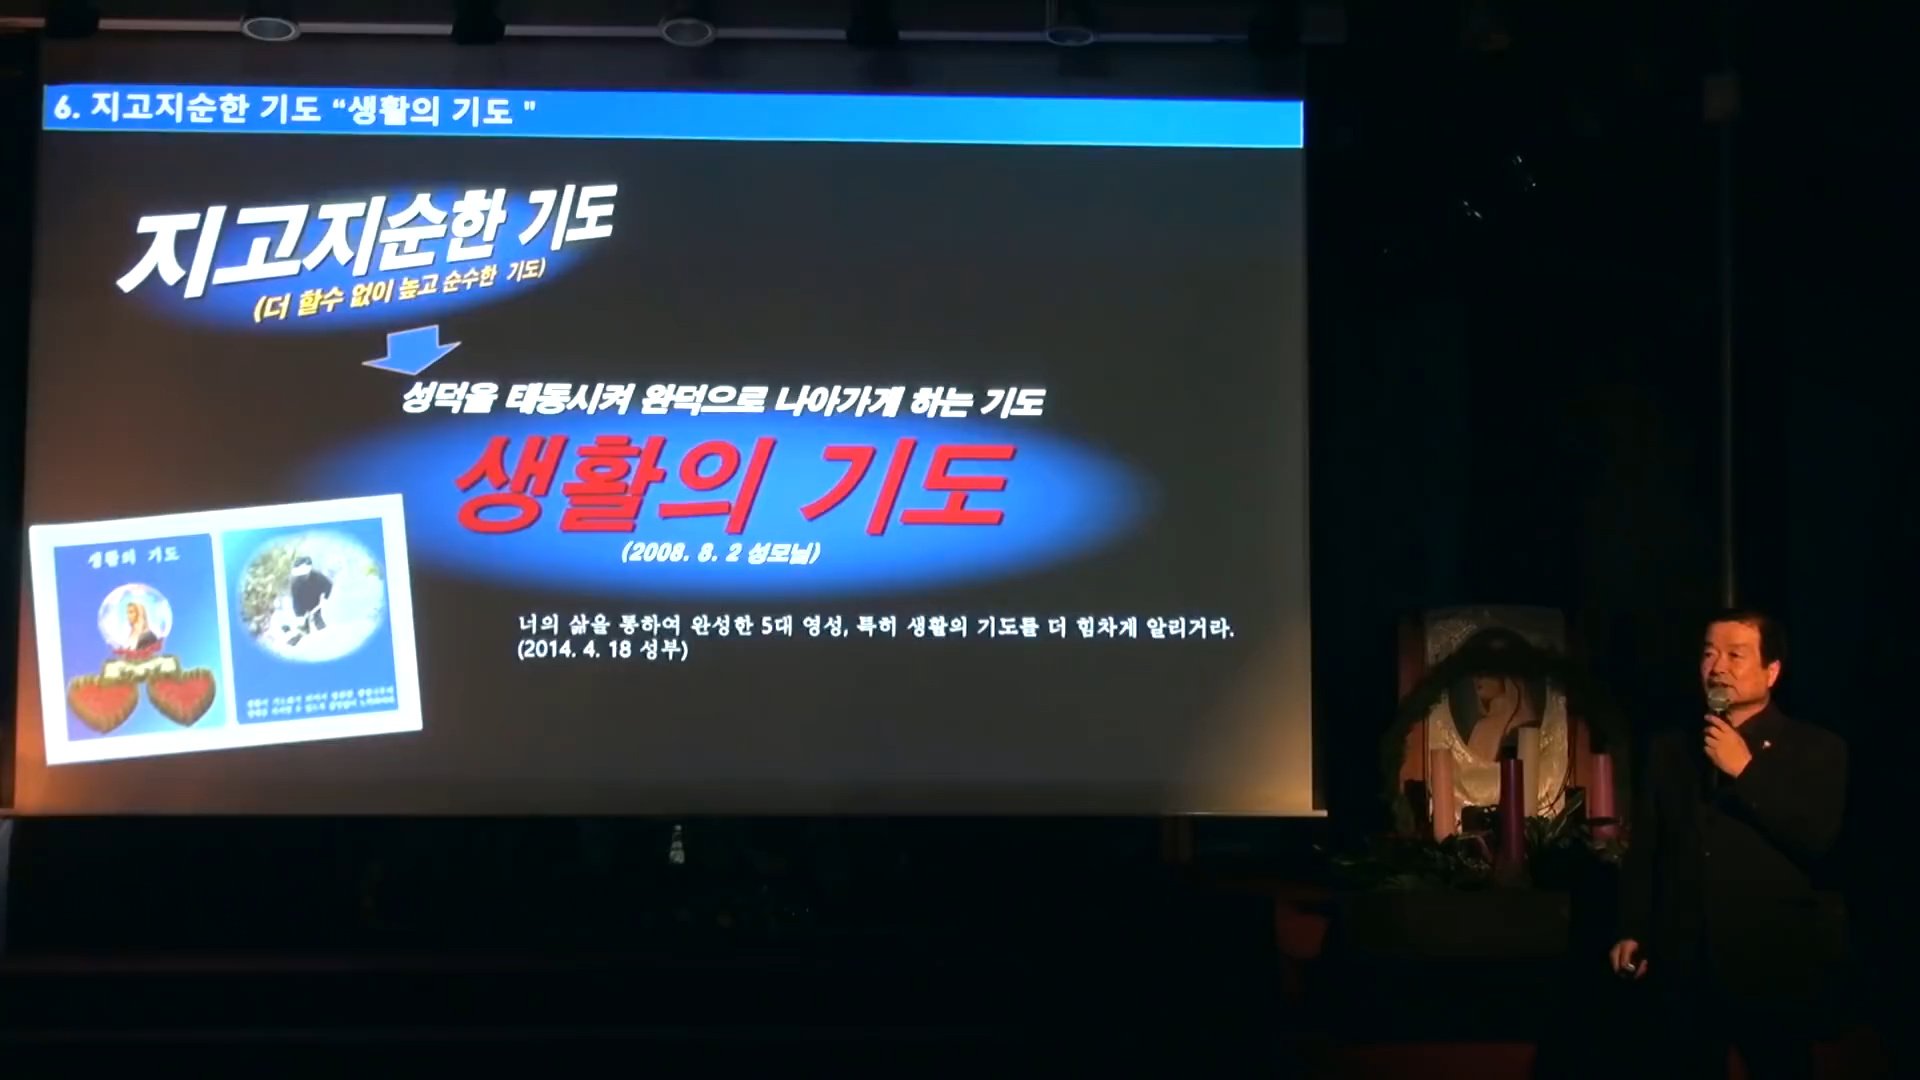 6. 지고지순한 기도 “생활의 기도 "
지고지순한 기도
(더 할수 없이 높고 순수한 기도)
성덕을 태동시켜 완덕으로 나아가게 하는 기도
생활의 기도
(2008. 8. 2 성모님)
생활의 기도
너의 삶을 통하여 완성한 5대 영성, 특히 생활의 기도를 더 힘차게 알리거라.
(2014. 4. 18 성부)